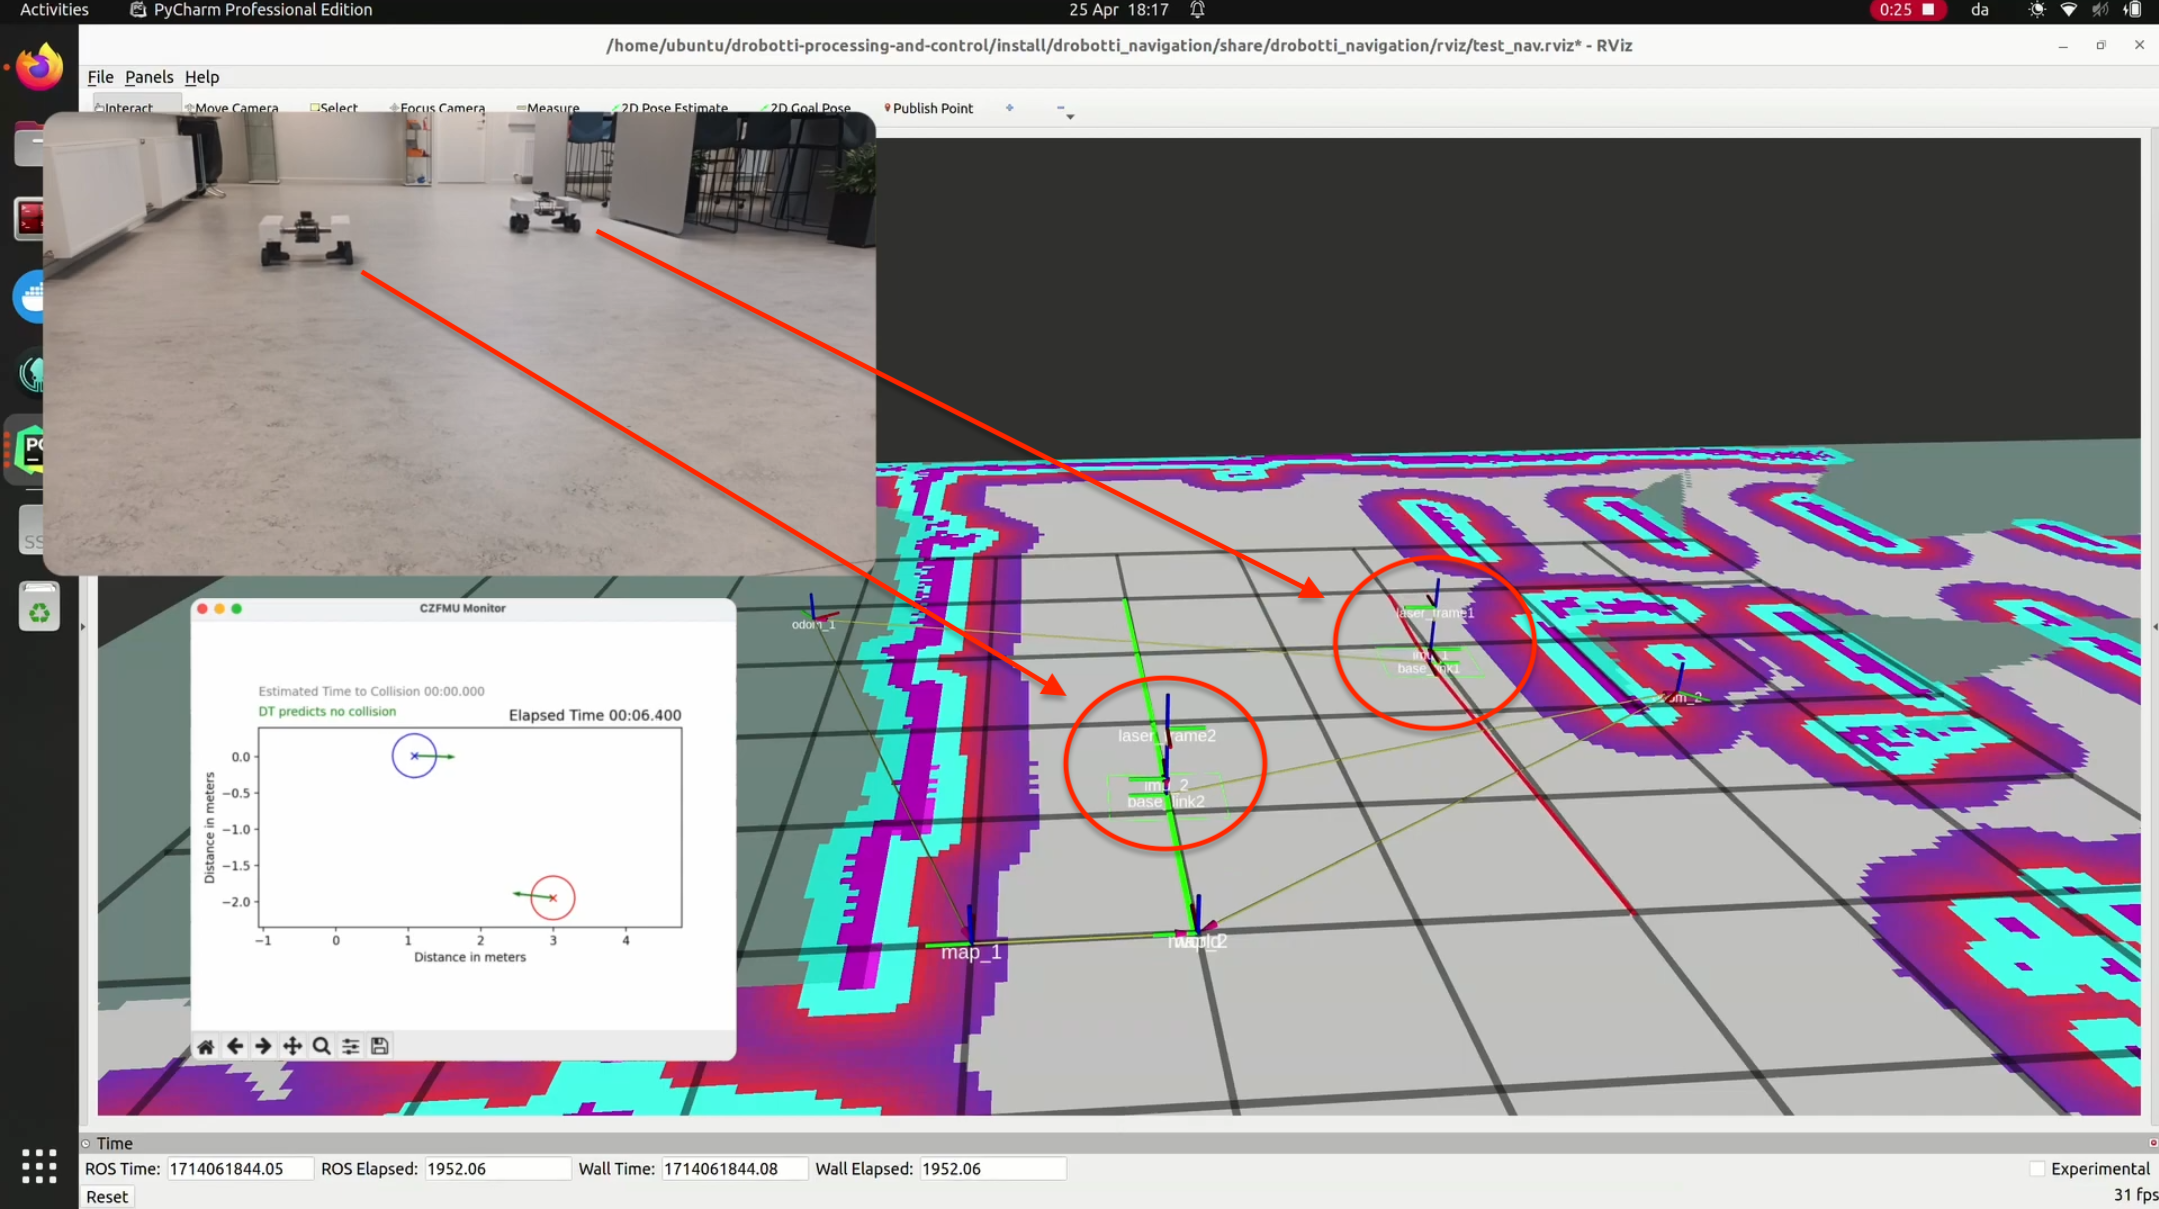 Activities PyCharm Professional Edition 25 Apr 18:17 0:25 da
/home/ubuntu/drobotti-processing-and-control/install/drobotti_navigation/share/drobotti_navigation/rviz/test_nav.rviz* - RViz
File Panels Help
Interact Move Camera Select Focus Camera Measure 2D Pose Estimate 2D Goal Pose Publish Point
PC
SS
odom_1
laser_frame1
base_link1
laser_frame2
imu_2
base_link2
map_1
CZFMU Monitor
Estimated Time to Collision 00:00.000
DT predicts no collision
Elapsed Time 00:06.400
0.0
−0.5
−1.0
−1.5
−2.0
Distance in meters
−1 0 1 2 3 4
Distance in meters
Time
ROS Time: 1714061844.05 ROS Elapsed: 1952.06 Wall Time: 1714061844.08 Wall Elapsed: 1952.06 Experimental
Reset 31 fps